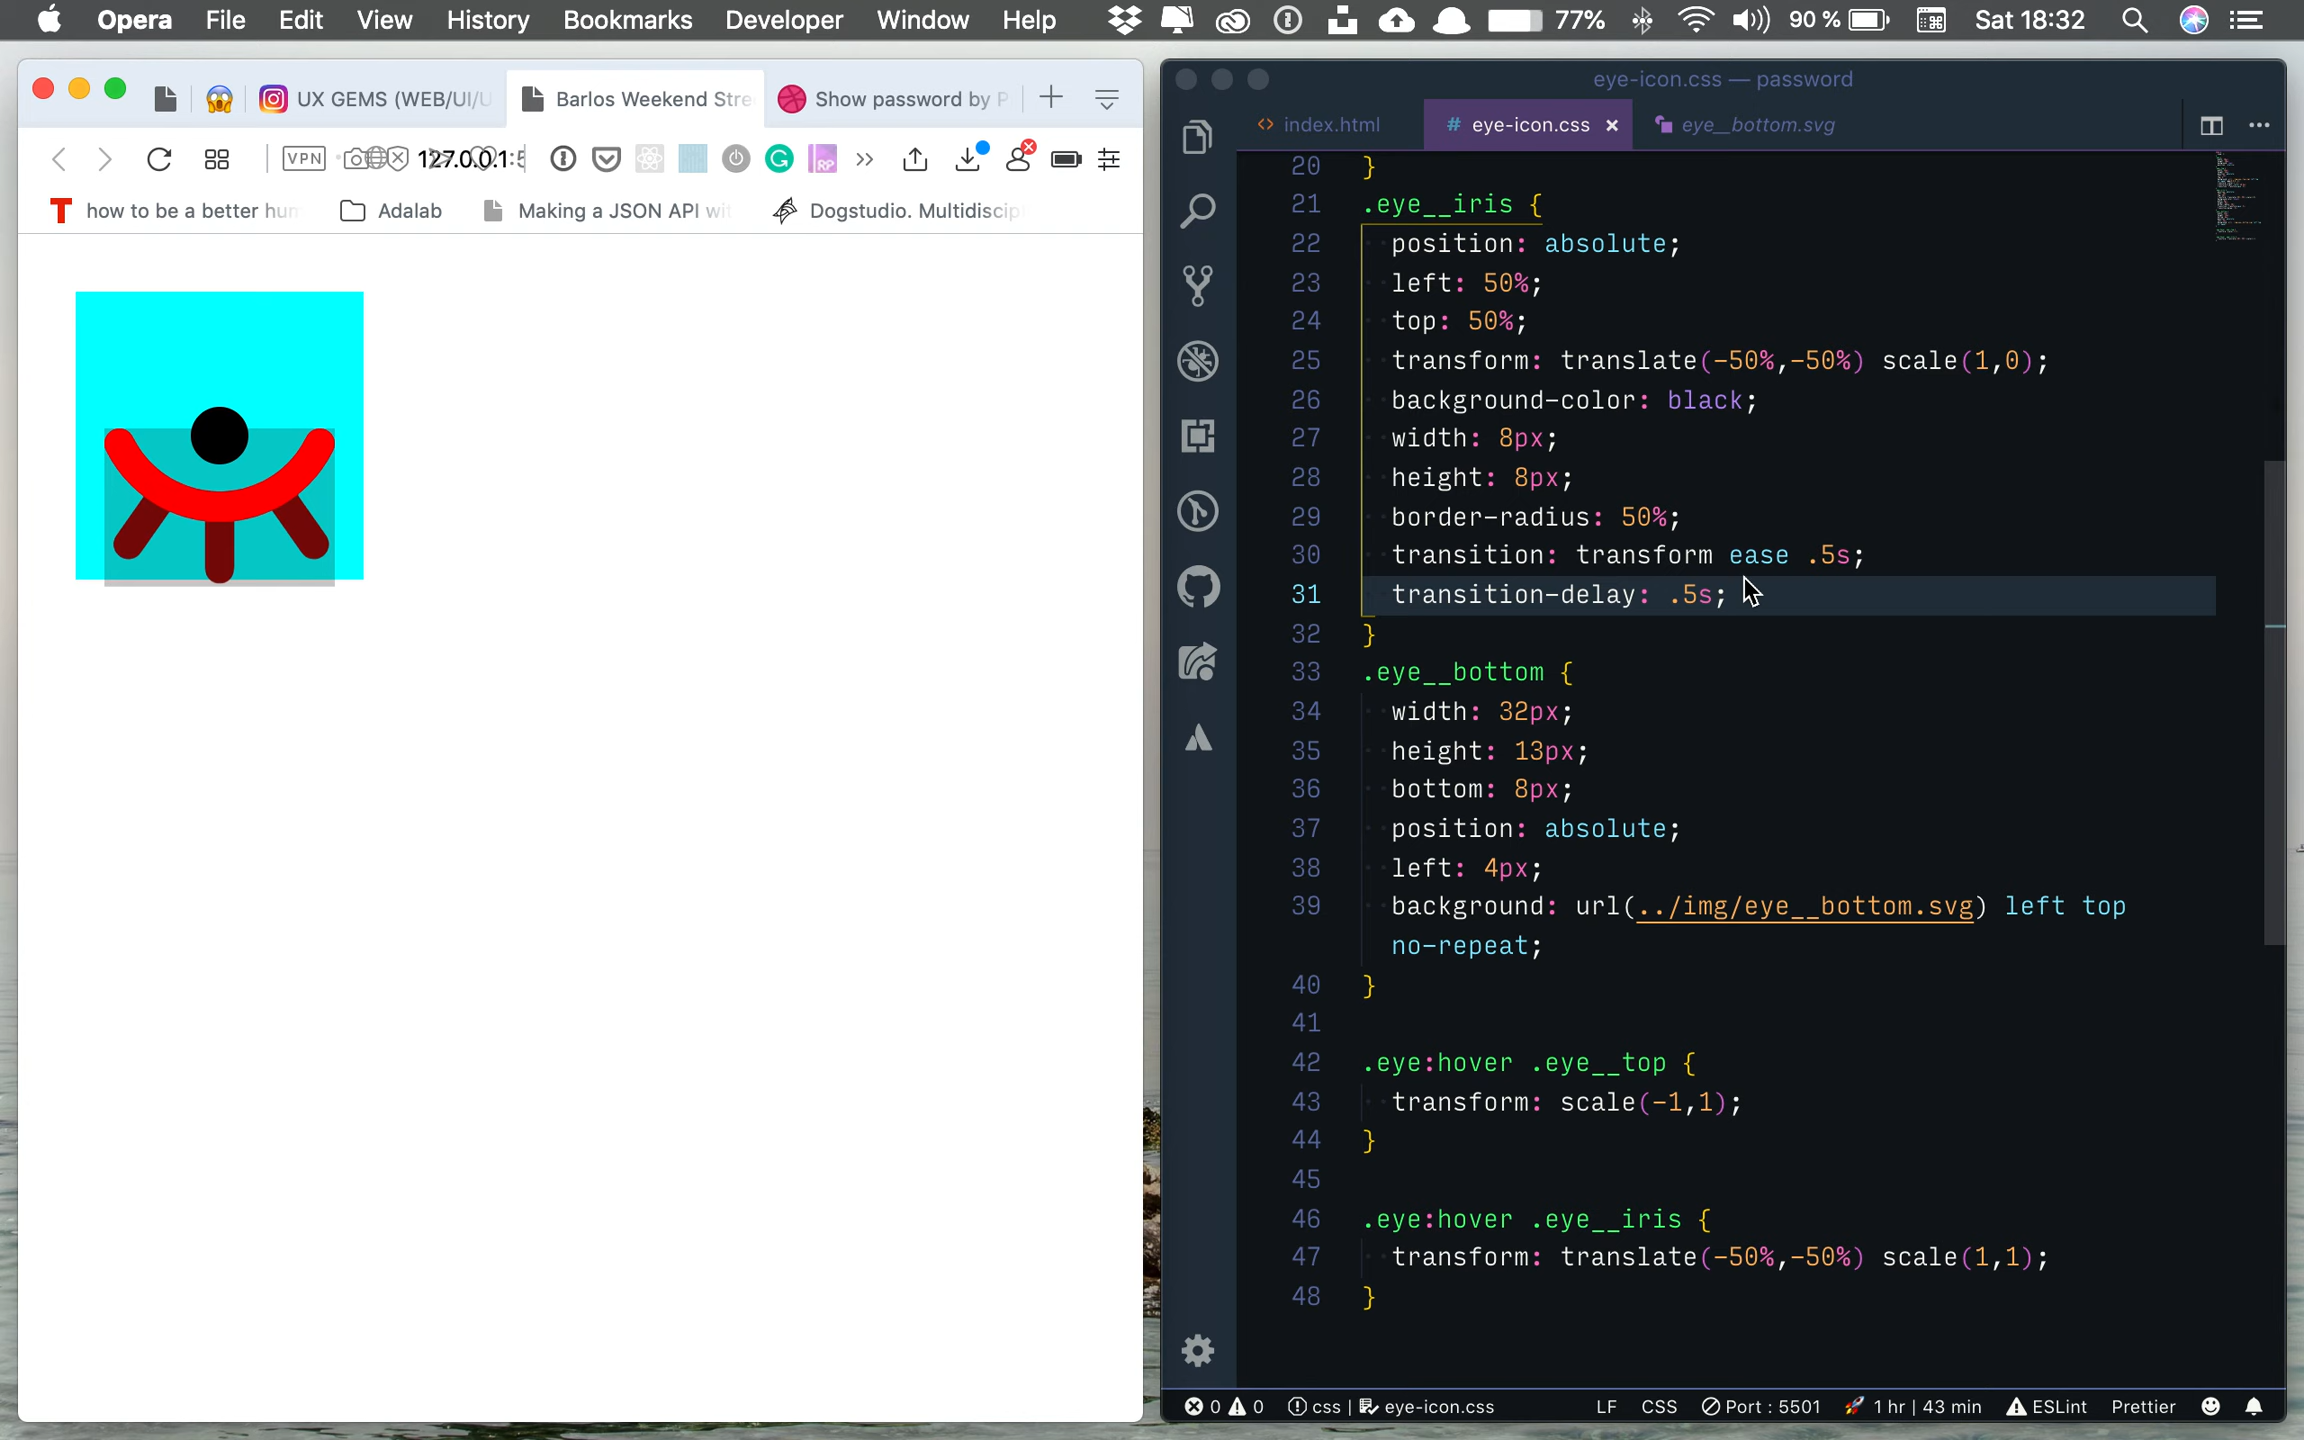 Opera File Edit View History Bookmarks Developer Window Help 77% 90 % Sat 18:32
UX GEMS (WEB/UI/U Barlos Weekend Stre Show password by P
VPN 127.0.0.1:5
T how to be a better hum Adalab Making a JSON API wit Dogstudio. Multidiscip
eye-icon.css — password
<> index.html # eye-icon.css × eye__bottom.svg
20 }
21 .eye__iris {
22 position: absolute;
23 left: 50%;
24 top: 50%;
25 transform: translate(-50%,-50%) scale(1,0);
26 background-color: black;
27 width: 8px;
28 height: 8px;
29 border-radius: 50%;
30 transition: transform ease .5s;
31 transition-delay: .5s;
32 }
33 .eye__bottom {
34 width: 32px;
35 height: 13px;
36 bottom: 8px;
37 position: absolute;
38 left: 4px;
39 background: url(../img/eye__bottom.svg) left top
no-repeat;
40 }
41
42 .eye:hover .eye__top {
43 transform: scale(-1,1);
44 }
45
46 .eye:hover .eye__iris {
47 transform: translate(-50%,-50%) scale(1,1);
48 }
0 0 css | eye-icon.css LF CSS Port : 5501 1 hr | 43 min ESLint Prettier